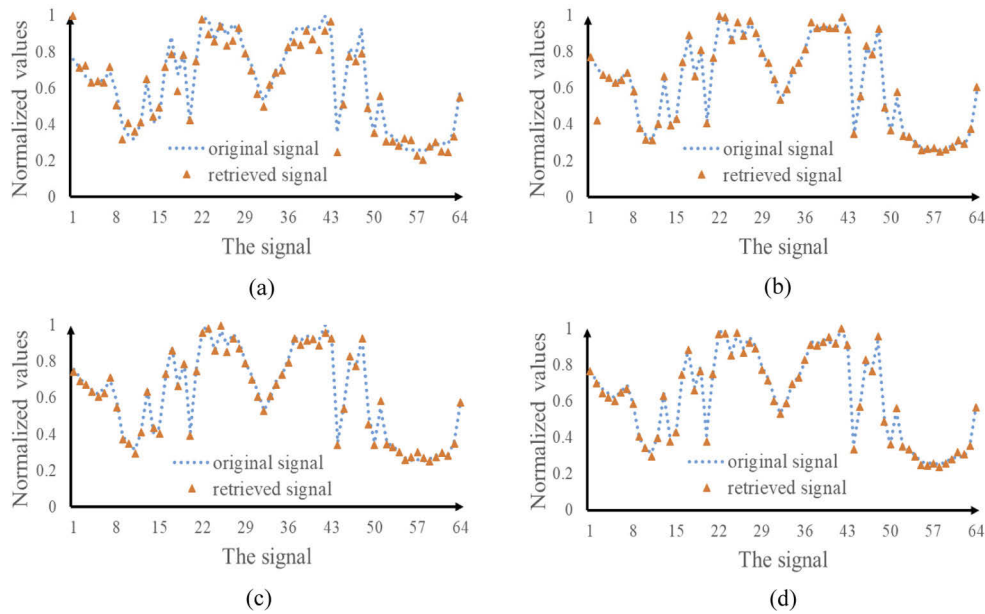 Normalized values
1
0.8
0.6
0.4
0.2
0
original signal
retrieved signal
1 8 15 22 29 36 43 50 57 64
The signal
(a)
Normalized values
1
0.8
0.6
0.4
0.2
0
original signal
retrieved signal
1 8 15 22 29 36 43 50 57 64
The signal
(b)
Normalized values
1
0.8
0.6
0.4
0.2
0
original signal
retrieved signal
1 8 15 22 29 36 43 50 57 64
The signal
(c)
Normalized values
1
0.8
0.6
0.4
0.2
0
original signal
retrieved signal
1 8 15 22 29 36 43 50 57 64
The signal
(d)